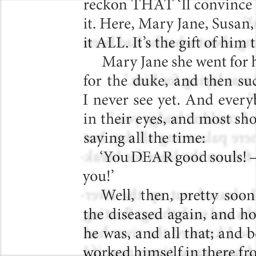 reckon THAT 'll convince
it. Here, Mary Jane, Susan,
it ALL. It's the gift of him t
Mary Jane she went for h
for the duke, and then suc
I never see yet. And everyb
in their eyes, and most sho
saying all the time:
'You DEAR good souls! –
you!'
Well, then, pretty soon
the diseased again, and ho
he was, and all that; and b
worked himself in there fro